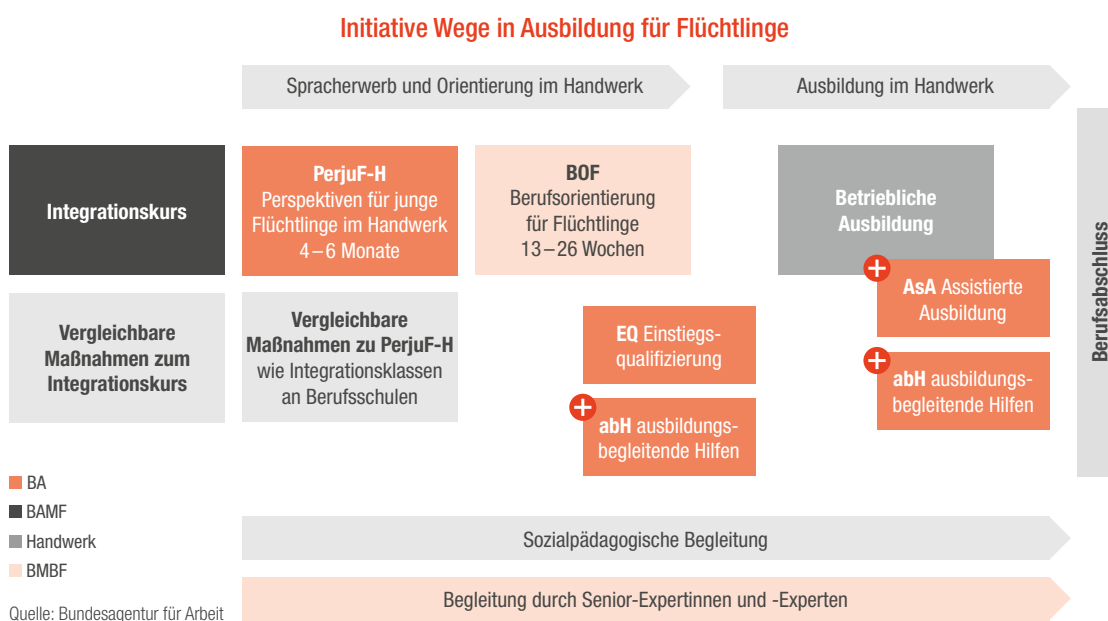 Initiative Wege in Ausbildung für Flüchtlinge
Spracherwerb und Orientierung im Handwerk
Ausbildung im Handwerk
Integrationskurs
PerjuF-H
Perspektiven für junge
Flüchtlinge im Handwerk
4–6 Monate
BOF
Berufsorientierung
für Flüchtlinge
13–26 Wochen
Betriebliche
Ausbildung
AsA Assistierte
Ausbildung
Vergleichbare
Maßnahmen zum
Integrationskurs
Vergleichbare
Maßnahmen zu PerjuF-H
wie Integrationsklassen
an Berufsschulen
EQ Einstiegs-
qualifizierung
abH ausbildungs-
begleitende Hilfen
abH ausbildungs-
begleitende Hilfen
Berufsabschluss
BA
BAMF
Handwerk
BMBF
Sozialpädagogische Begleitung
Begleitung durch Senior-Expertinnen und -Experten
Quelle: Bundesagentur für Arbeit